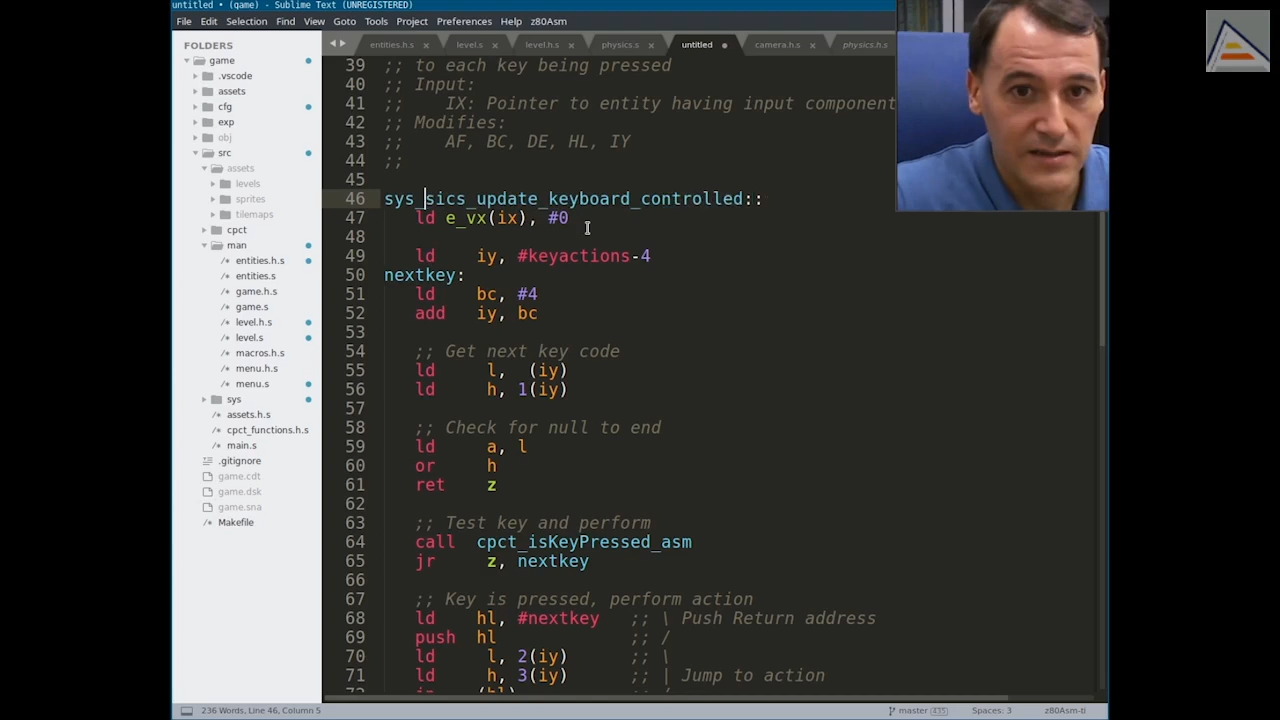 untitled • (game) - Sublime Text (UNREGISTERED)
File Edit Selection Find View Goto Tools Project Preferences Help z80Asm
FOLDERS
game
.vscode
assets
cfg
exp
obj
src
assets
levels
sprites
tilemaps
cpct
man
entities.h.s
entities.s
game.h.s
game.s
level.h.s
level.s
macros.h.s
menu.h.s
menu.s
sys
assets.h.s
cpct_functions.h.s
main.s
.gitignore
game.cdt
game.dsk
game.sna
Makefile
entities.h.s × level.s × level.h.s × physics.s × untitled • camera.h.s × physics.h.s
39 ;; to each key being pressed
40 ;; Input:
41 ;; IX: Pointer to entity having input component
42 ;; Modifies:
43 ;; AF, BC, DE, HL, IY
44 ;;
45
46 sys_sics_update_keyboard_controlled::
47 ld e_vx(ix), #0
48
49 ld iy, #keyactions-4
50 nextkey:
51 ld bc, #4
52 add iy, bc
53
54 ;; Get next key code
55 ld l, (iy)
56 ld h, 1(iy)
57
58 ;; Check for null to end
59 ld a, l
60 or h
61 ret z
62
63 ;; Test key and perform
64 call cpct_isKeyPressed_asm
65 jr z, nextkey
66
67 ;; Key is pressed, perform action
68 ld hl, #nextkey ;; \ Push Return address
69 push hl ;; /
70 ld l, 2(iy) ;; \
71 ld h, 3(iy) ;; | Jump to action
236 Words, Line 46, Column 5 master 435 Spaces: 3 z80Asm-ti